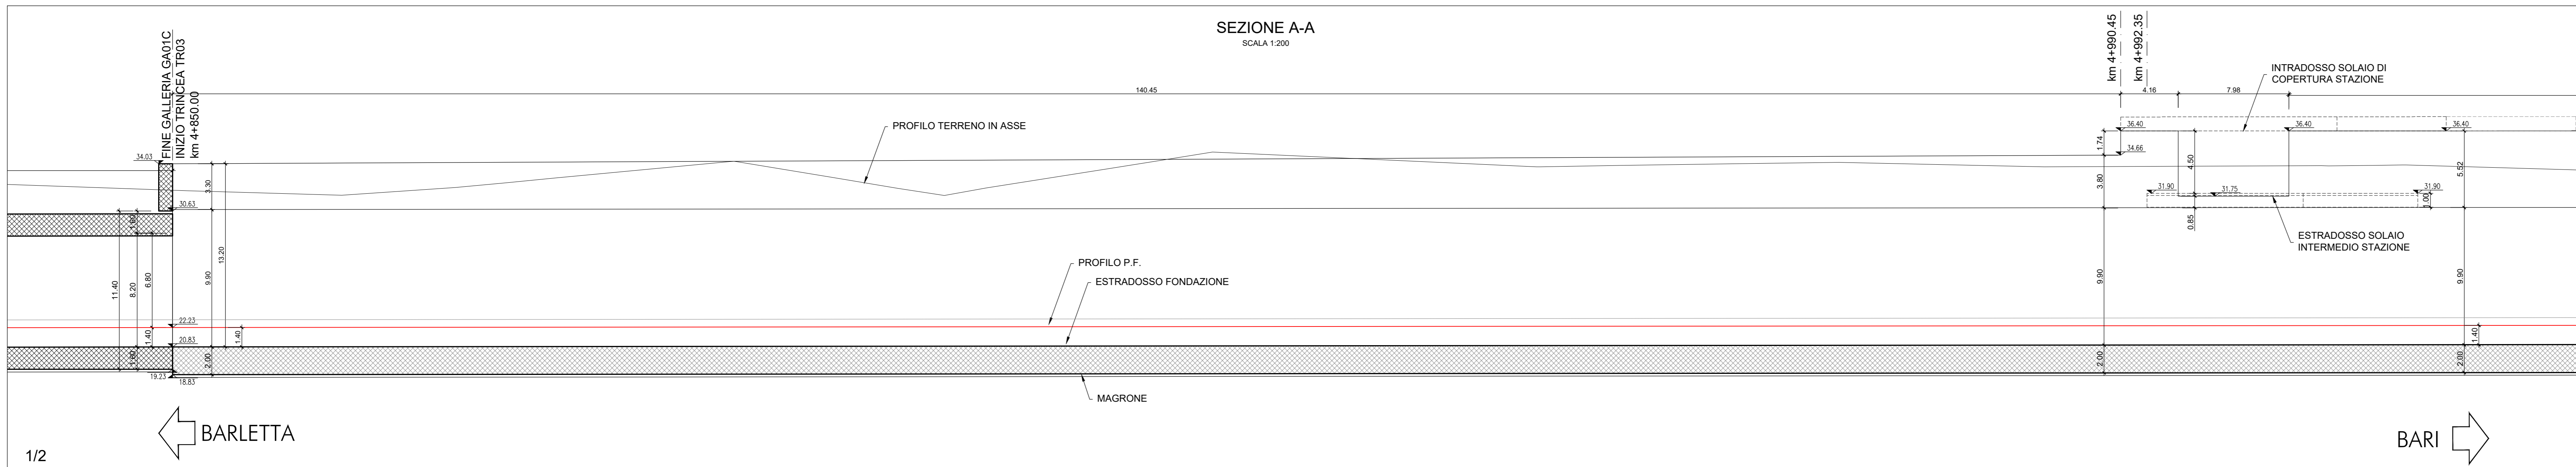 SEZIONE A-A
SCALA 1:200
FINE GALLERIA GA01C
INIZIO TRINCEA TR03
km 4+850.00
km 4+990.45
km 4+992.35
140.45
4.16
7.98
INTRADOSSO SOLAIO DI
COPERTURA STAZIONE
PROFILO TERRENO IN ASSE
34.03
3.30
30.63
13.20
1.60
11.40
8.20
6.80
9.90
1.40
22.23
20.83
1.40
1.60
2.00
19.23
18.83
36.40
36.40
36.40
1.74
34.66
4.50
5.52
3.80
31.90
31.75
31.90
1.00
0.85
ESTRADOSSO SOLAIO
INTERMEDIO STAZIONE
PROFILO P.F.
ESTRADOSSO FONDAZIONE
9.90
9.90
1.40
2.00
2.00
MAGRONE
BARLETTA
BARI
1/2